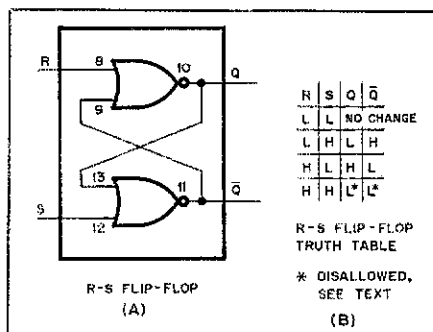 R
8
10
Q
9
13
11
Q̅
S
12
R-S FLIP-FLOP
(A)
R S Q Q̅
L L NO CHANGE
L H L H
H L H L
H H L* L*
R-S FLIP-FLOP
TRUTH TABLE
* DISALLOWED,
SEE TEXT
(B)